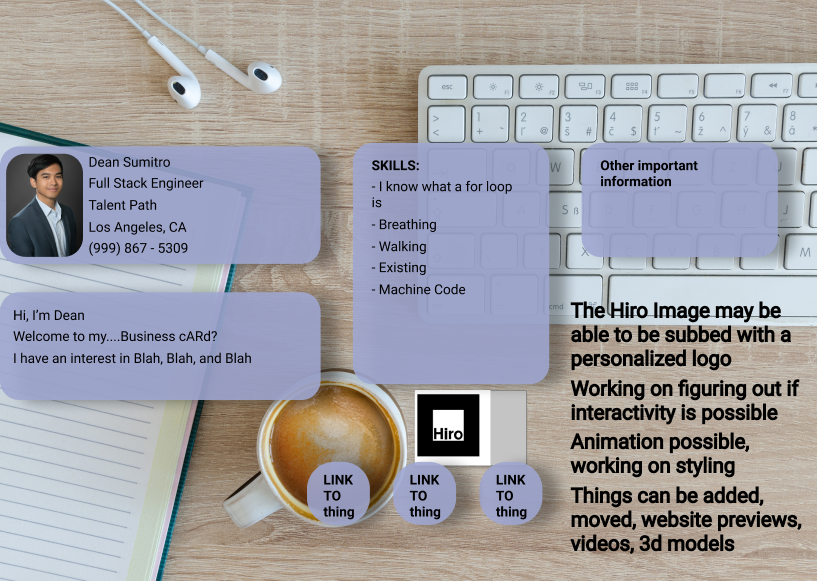 Dean Sumitro
Full Stack Engineer
Talent Path
Los Angeles, CA
(999) 867 - 5309
Hi, I'm Dean
Welcome to my....Business cARd?
I have an interest in Blah, Blah, and Blah
SKILLS:
- I know what a for loop
is
- Breathing
- Walking
- Existing
- Machine Code
Other important
information
The Hiro Image may be
able to be subbed with a
personalized logo
Working on figuring out if
interactivity is possible
Animation possible,
working on styling
Things can be added,
moved, website previews,
videos, 3d models
Hiro
LINK
TO
thing
LINK
TO
thing
LINK
TO
thing
esc
cmd